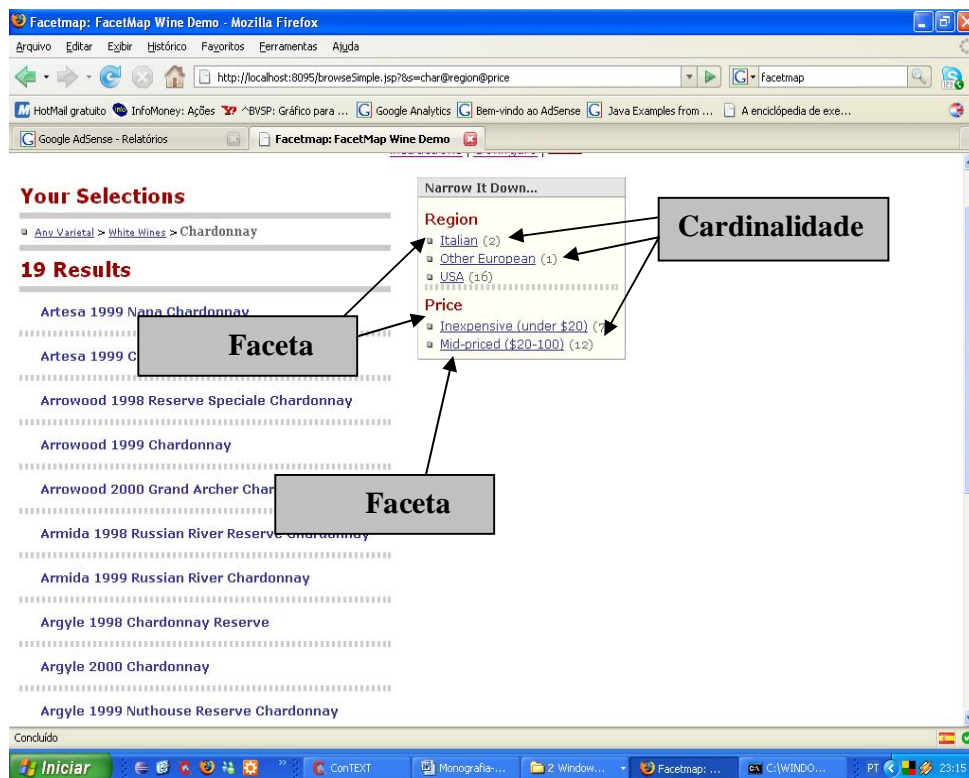 Facetmap: FacetMap Wine Demo - Mozilla Firefox
Arquivo Editar Exibir Histórico Favoritos Ferramentas Ajuda
http://localhost:8095/browseSimple.jsp?&s=char@region@price
facetmap
HotMail gratuito InfoMoney: Ações ^BVSP: Gráfico para ... Google Analytics Bem-vindo ao AdSense Java Examples from ... A enciclópedia de exe...
Google AdSense - Relatórios Facetmap: FacetMap Wine Demo
Your Selections
Any Varietal > White Wines > Chardonnay
19 Results
Artesa 1999 Napa Chardonnay
Artesa 1999 C
Arrowood 1998 Reserve Speciale Chardonnay
Arrowood 1999 Chardonnay
Arrowood 2000 Grand Archer Char
Armida 1998 Russian River Reserve Chardonnay
Armida 1999 Russian River Chardonnay
Argyle 1998 Chardonnay Reserve
Argyle 2000 Chardonnay
Argyle 1999 Nuthouse Reserve Chardonnay
Narrow It Down...
Region
Italian (2)
Other European (1)
USA (16)
Price
Inexpensive (under $20) (7
Mid-priced ($20-100) (12)
Cardinalidade
Faceta
Faceta
Concluído
Iniciar ConTEXT Monografia-... 2 Window... Facetmap: ... C:\WINDO... PT 23:15